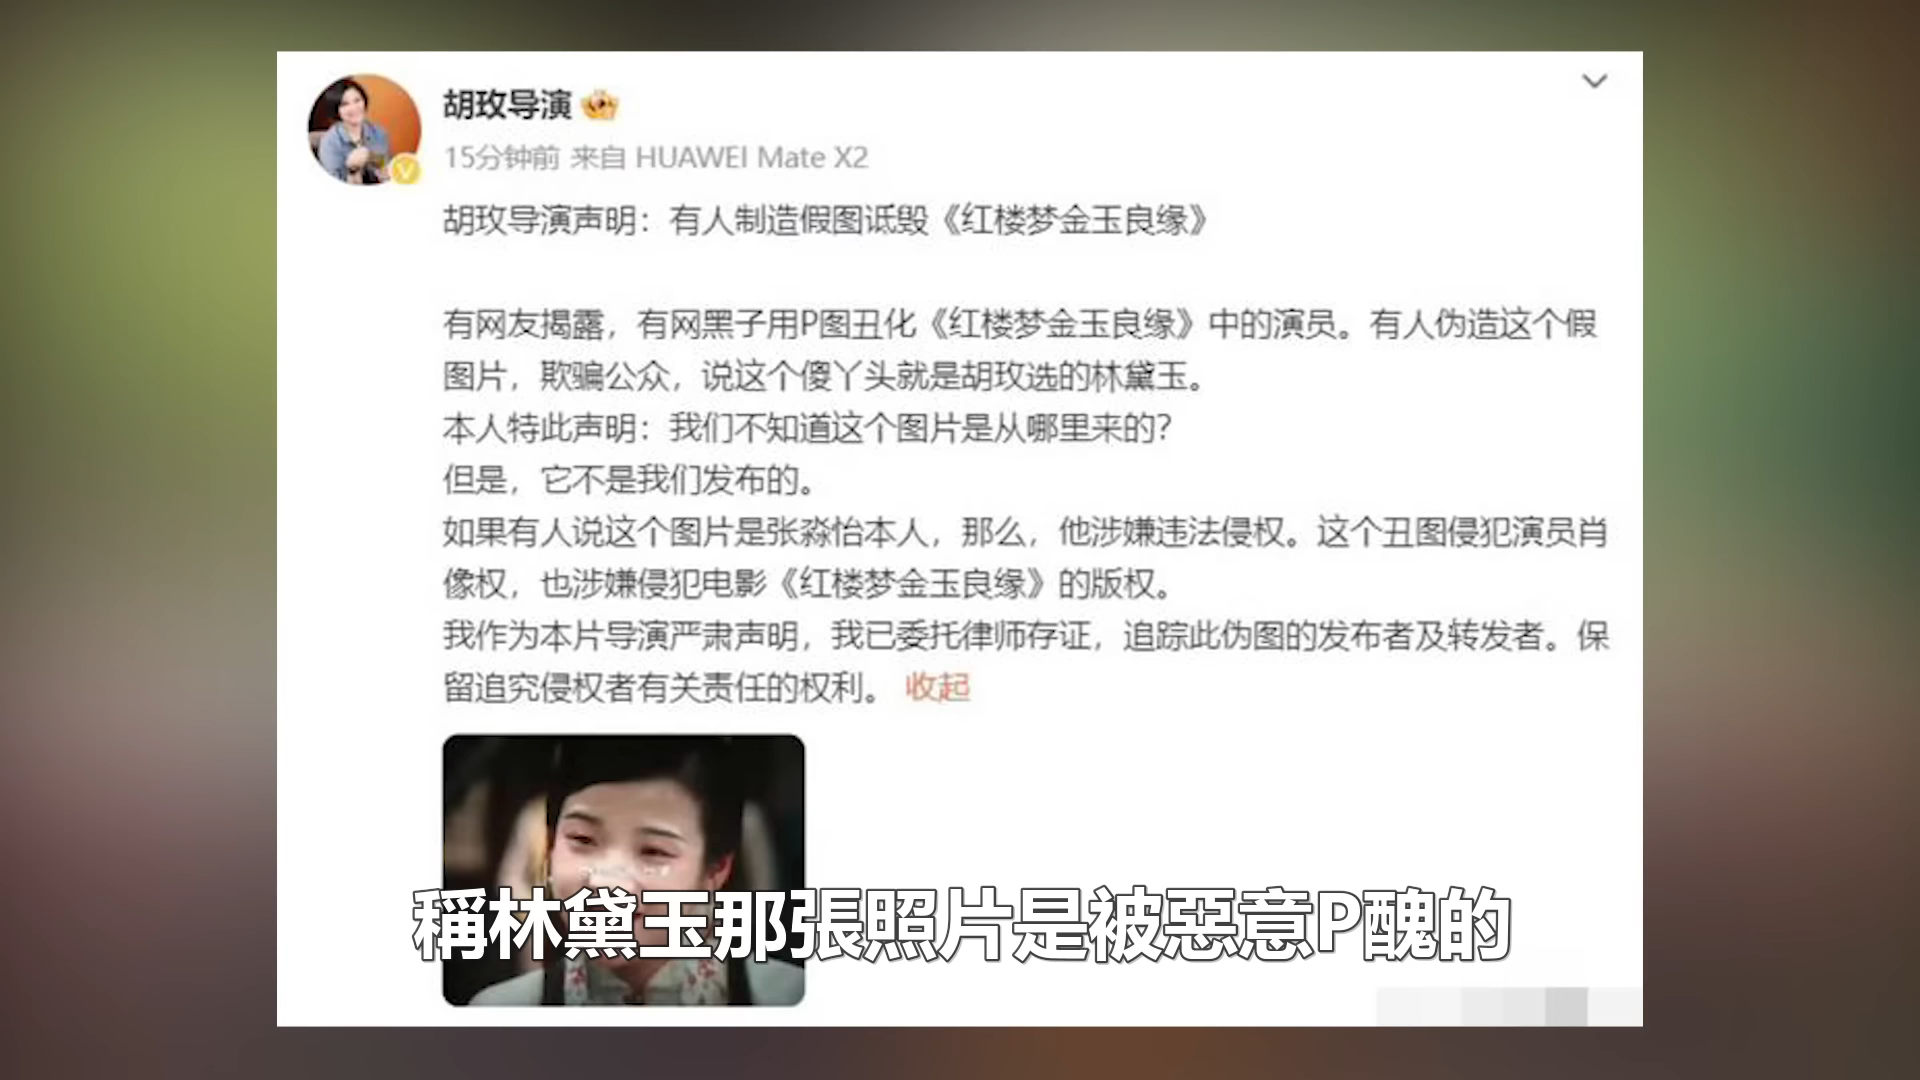 胡玫导演
15分钟前 来自 HUAWEI Mate X2
胡玫导演声明：有人制造假图诋毁《红楼梦金玉良缘》
有网友揭露，有网黑子用P图丑化《红楼梦金玉良缘》中的演员。有人伪造这个假
图片，欺骗公众，说这个傻丫头就是胡玫选的林黛玉。
本人特此声明：我们不知道这个图片是从哪里来的？
但是，它不是我们发布的。
如果有人说这个图片是张淼怡本人，那么，他涉嫌违法侵权。这个丑图侵犯演员肖
像权，也涉嫌侵犯电影《红楼梦金玉良缘》的版权。
我作为本片导演严肃声明，我已委托律师存证，追踪此伪图的发布者及转发者。保
留追究侵权者有关责任的权利。 收起
稱林黛玉那張照片是被惡意P醜的